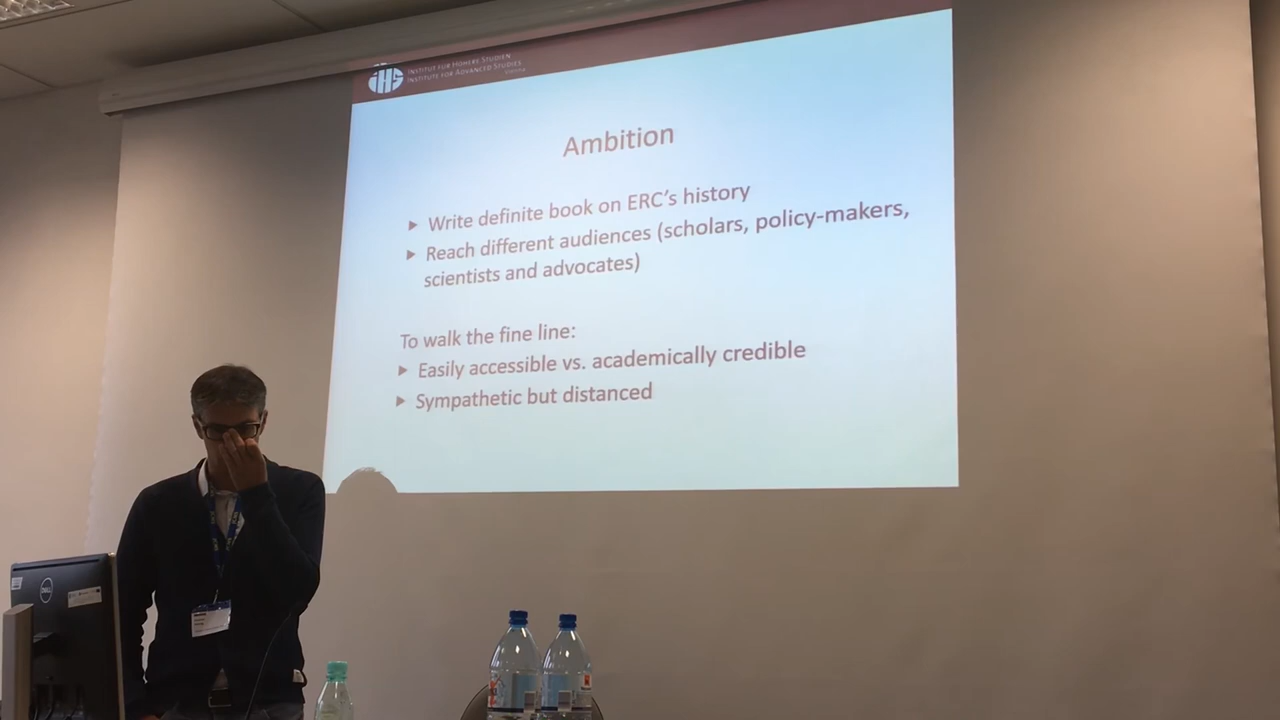 IHS
INSTITUT FÜR HÖHERE STUDIEN
INSTITUTE FOR ADVANCED STUDIES
Vienna
Ambition
Write definite book on ERC's history
Reach different audiences (scholars, policy-makers,
scientists and advocates)
To walk the fine line:
Easily accessible vs. academically credible
Sympathetic but distanced
DELL